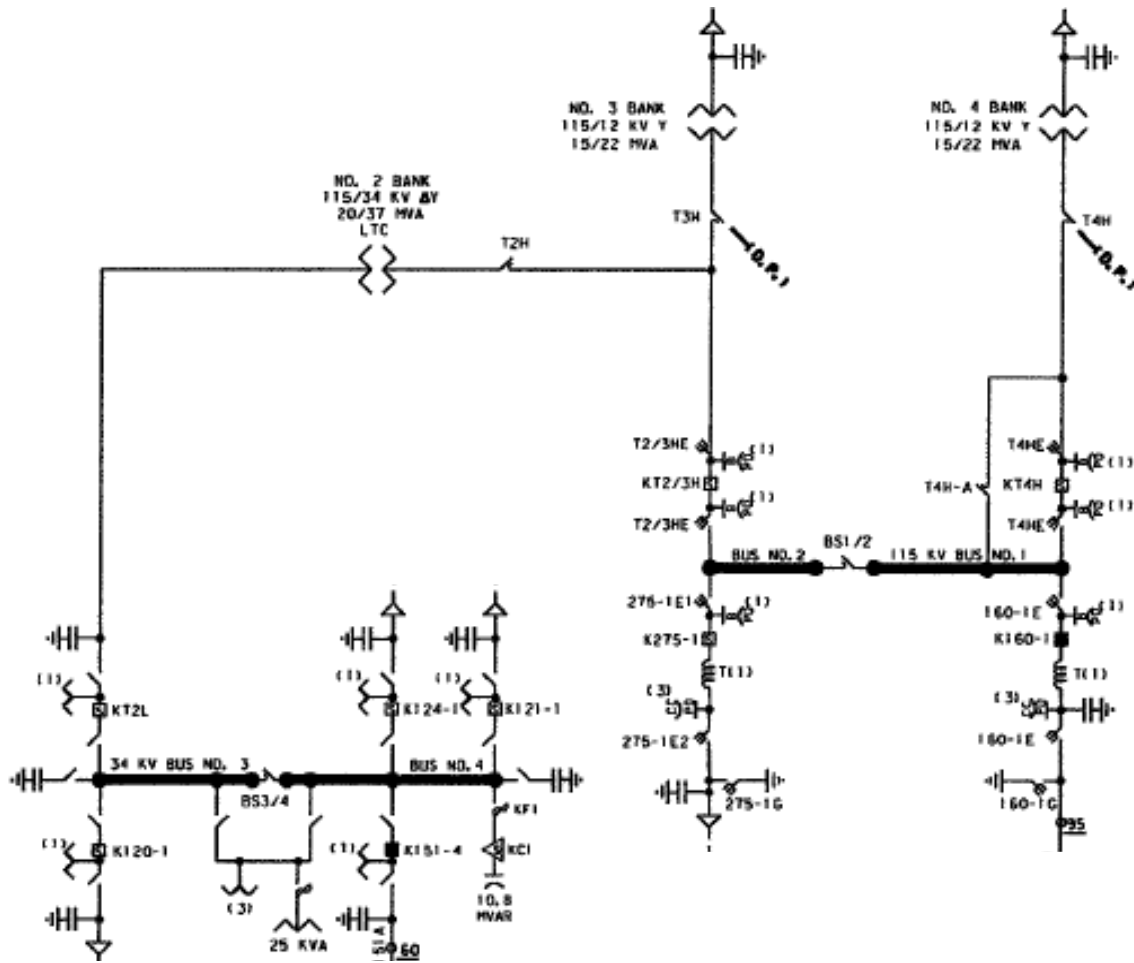 NO. 3 BANK
115/12 KV Y
15/22 MVA
NO. 4 BANK
115/12 KV Y
15/22 MVA
NO. 2 BANK
115/34 KV ΔY
20/37 MVA
LTC
T2H
T3H
(O.P.)
T4H
(O.P.)
T2/3HE
(1)
KT2/3H
(1)
T2/3HE
T4HE
(1)
T4H-A
KT4H
(1)
T4HE
BS1/2
BUS NO.2
115 KV BUS NO.1
275-1E1
(1)
K275-1
T(1)
(3)
275-1E2
275-1G
160-1E
(1)
K160-1
T(1)
(3)
160-1E
160-1G
95
(1)
KT2L
(1)
K124-1
(1)
K121-1
34 KV BUS NO. 3
BUS NO.4
BS3/4
KF1
(1)
K120-1
(1)
K151-4
KC1
(3)
25 KVA
10.8
MVAR
51A
60